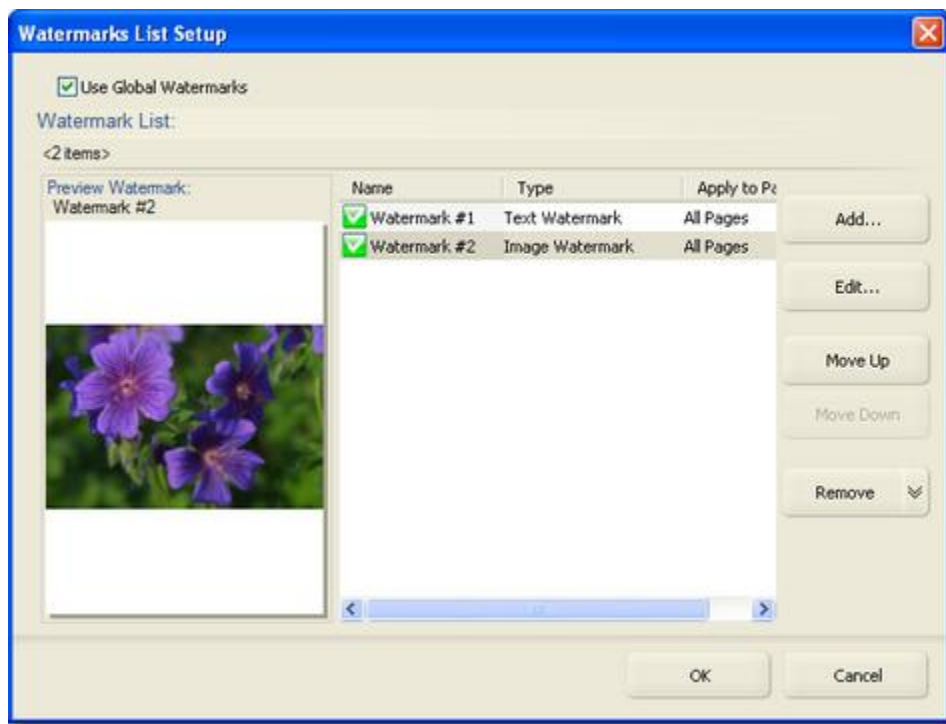 Watermarks List Setup
Use Global Watermarks
Watermark List:
<2 items>
Preview Watermark:
Watermark #2
Name Type Apply to Pa
Watermark #1 Text Watermark All Pages
Watermark #2 Image Watermark All Pages
Add...
Edit...
Move Up
Move Down
Remove
OK Cancel